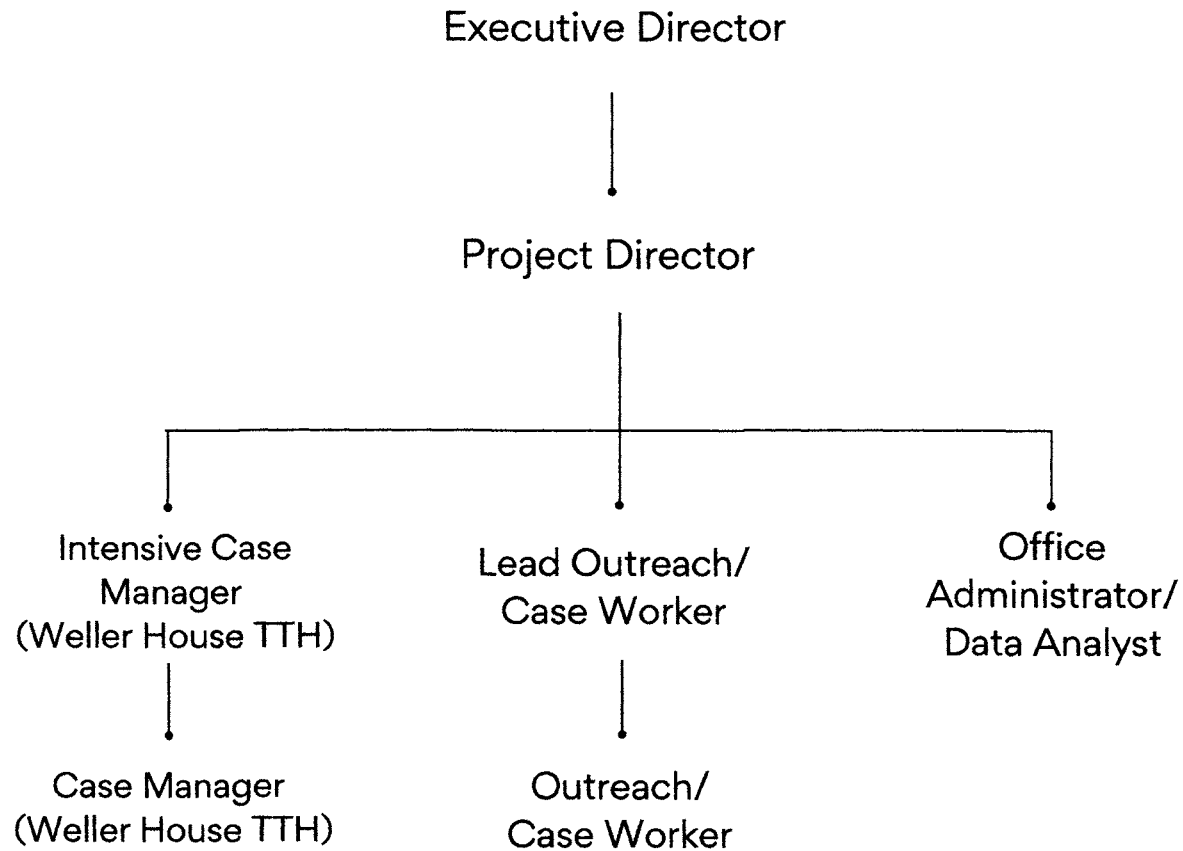 Executive Director
Project Director
Intensive Case
Manager
(Weller House TTH)
Lead Outreach/
Case Worker
Office
Administrator/
Data Analyst
Case Manager
(Weller House TTH)
Outreach/
Case Worker